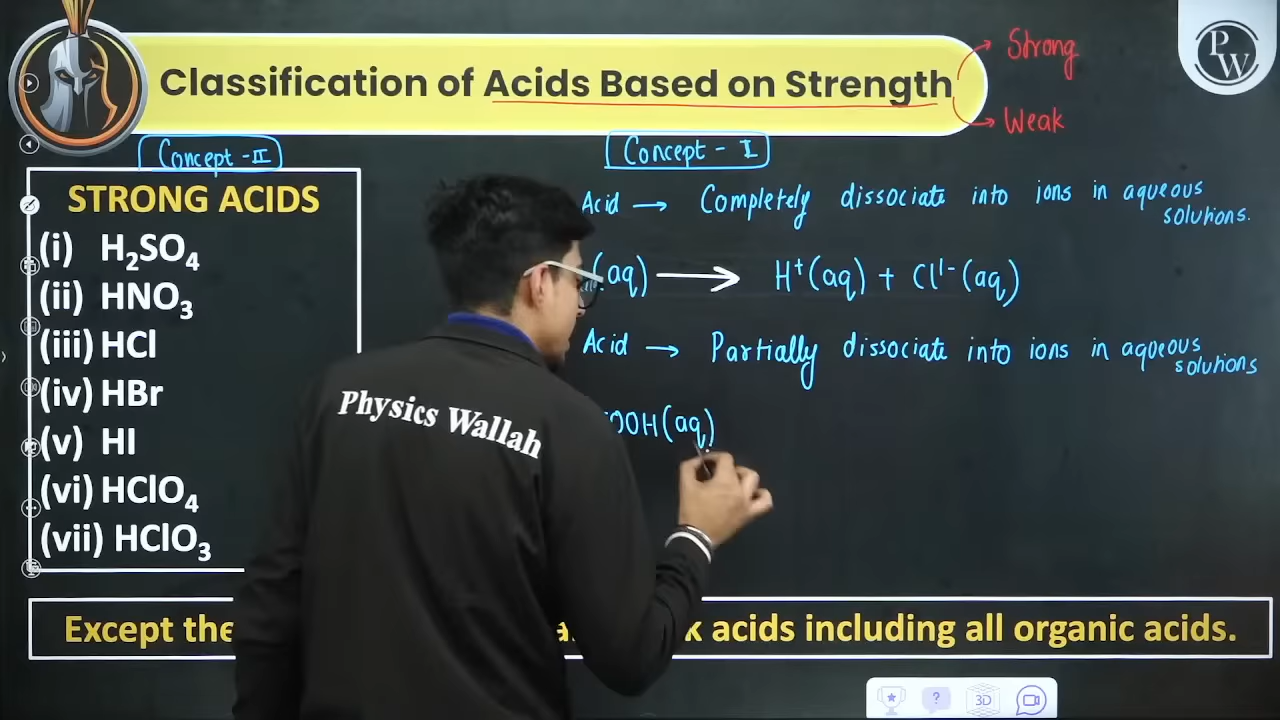 Classification of Acids Based on Strength
Strong
Weak
PW
Concept - II
Concept - I
STRONG ACIDS
(i) H₂SO₄
(ii) HNO₃
(iii) HCl
(iv) HBr
(v) HI
(vi) HClO₄
(vii) HClO₃
Acid → Completely dissociate into ions in aqueous
solutions.
(aq) ⟶ H⁺(aq) + Cl¹⁻(aq)
Acid → Partially dissociate into ions in aqueous
solutions
OOH(aq)
Physics Wallah
Except the acids including all organic acids.
? 3D